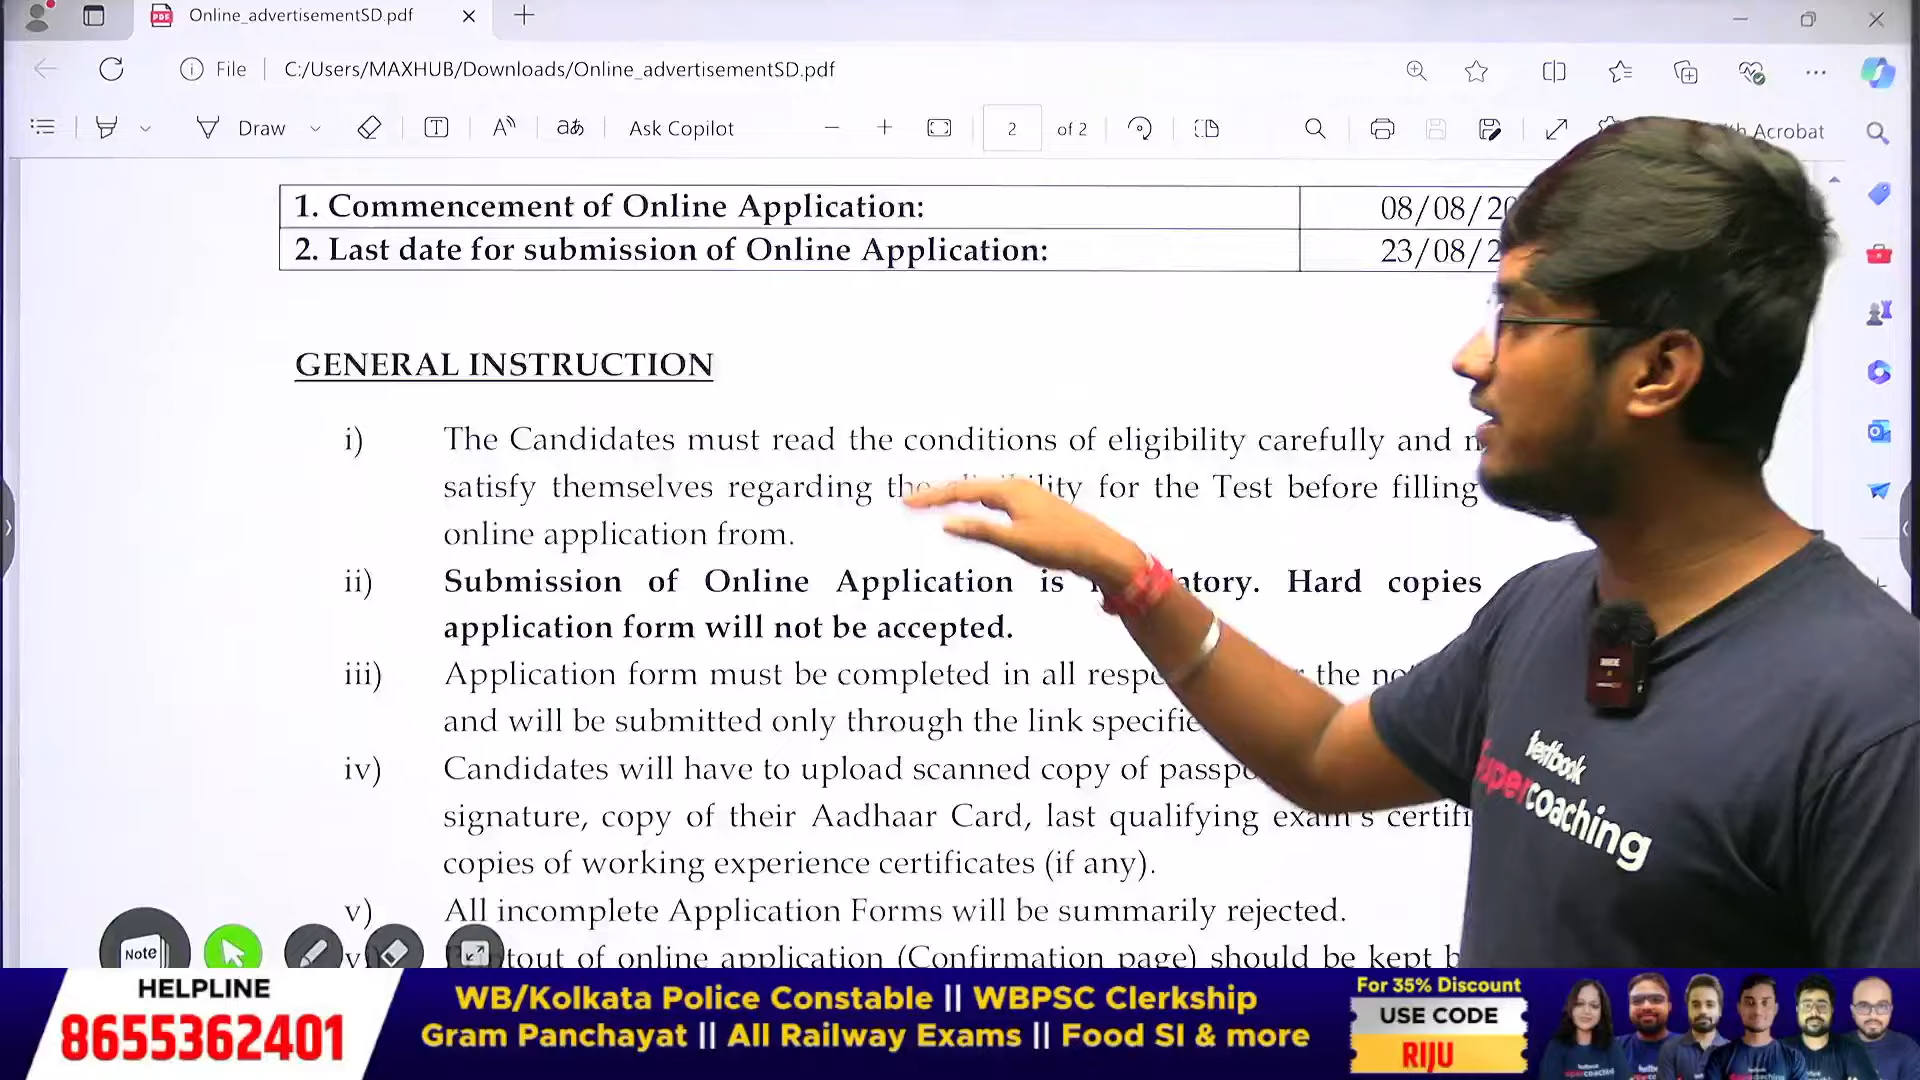 Online_advertisementSD.pdf
File
C:/Users/MAXHUB/Downloads/Online_advertisementSD.pdf
Draw
Ask Copilot
2 of 2
Acrobat
1. Commencement of Online Application: 08/08/20
2. Last date for submission of Online Application: 23/08/2
GENERAL INSTRUCTION
i) The Candidates must read the conditions of eligibility carefully and
satisfy themselves regarding the eligibility for the Test before filling
online application from.
ii) Submission of Online Application is Hard copies
application form will not be accepted.
iii) Application form must be completed in all the
and will be submitted only through the link
iv) Candidates will have to upload scanned copy of
signature, copy of their Aadhaar Card, last qualifying exam's
copies of working experience certificates (if any).
v) All incomplete Application Forms will be summarily rejected.
of online application (Confirmation page) should be kept
Note
testbook
Supercoaching
HELPLINE
8655362401
WB/Kolkata Police Constable || WBPSC Clerkship
Gram Panchayat || All Railway Exams || Food SI & more
For 35% Discount
USE CODE
RIJU